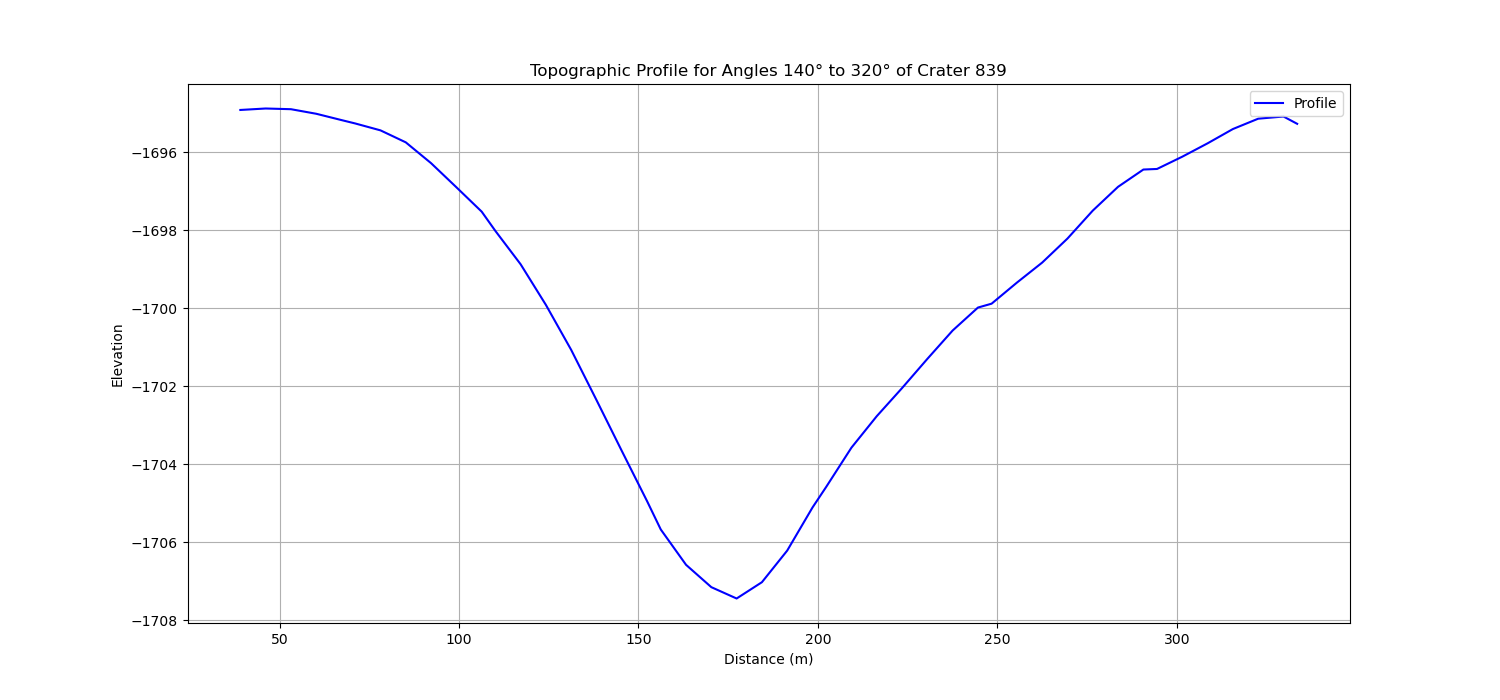 Topographic Profile for Angles 140° to 320° of Crater 839
Profile
−1696
−1698
−1700
−1702
−1704
−1706
−1708
Elevation
50 100 150 200 250 300
Distance (m)